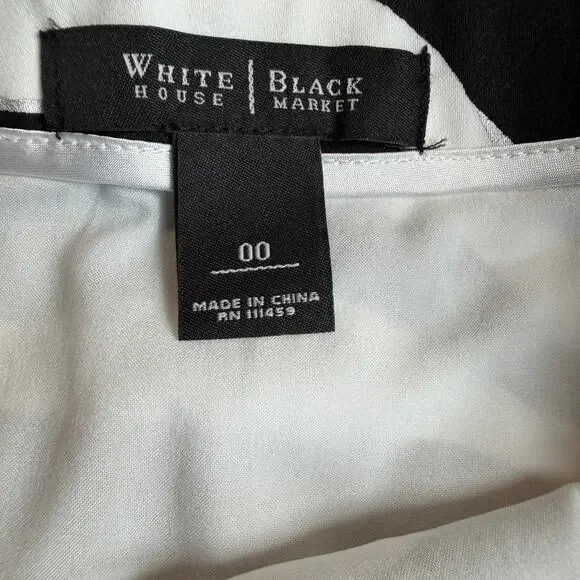 WHITE | BLACK
HOUSE | MARKET
00
MADE IN CHINA
RN 111459